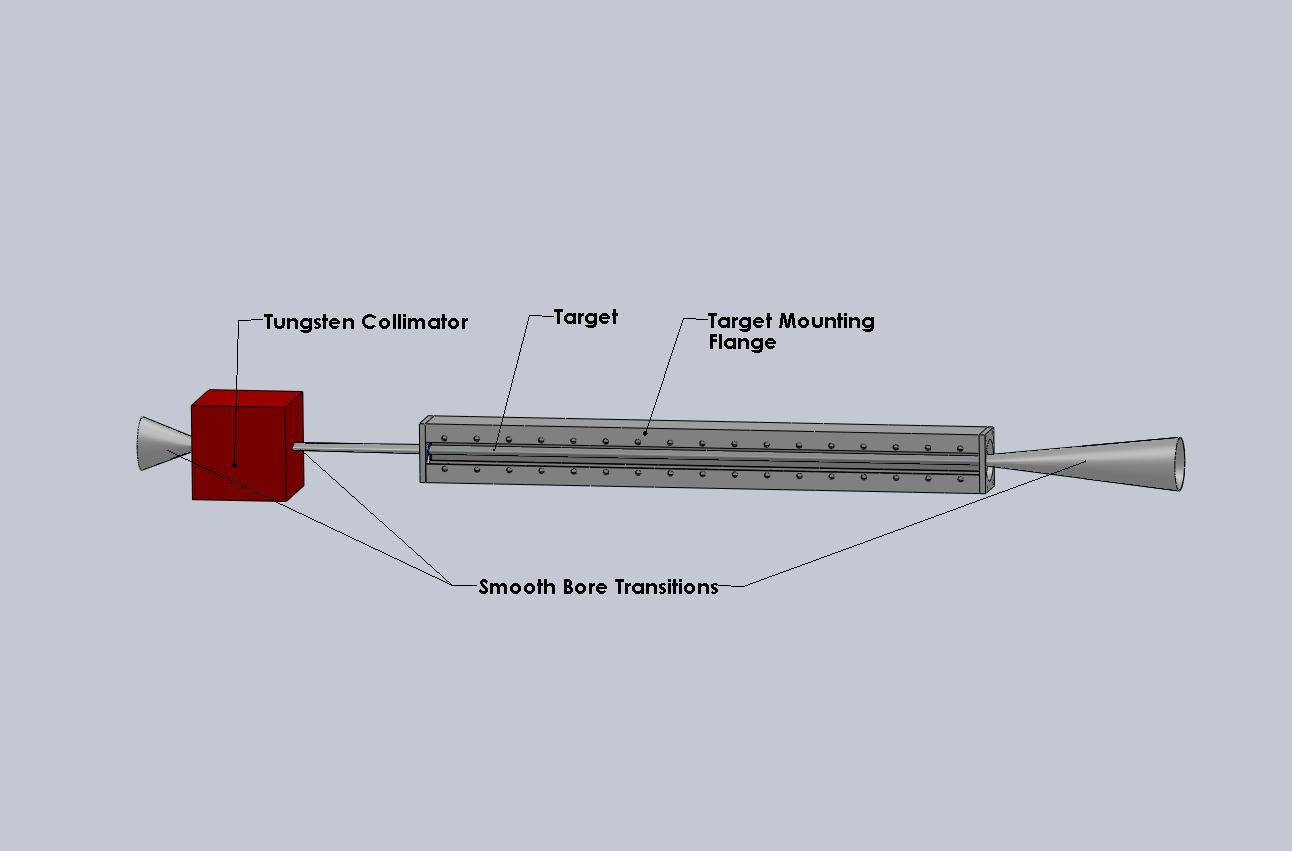 Tungsten Collimator
Target
Target Mounting
Flange
Smooth Bore Transitions